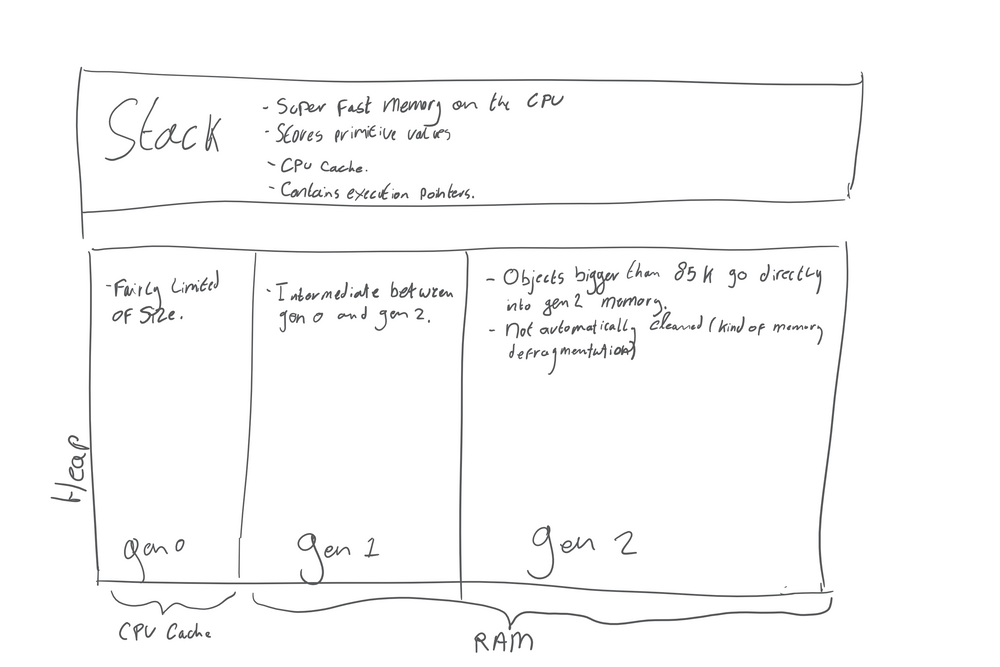 Stack
- Super Fast Memory on the CPU
- Stores primitive values
- CPU Cache.
- Contains execution pointers.
Heap
- Fairly Limited
of Size.
gen 0
- Intermediate between
gen 0 and gen 2.
gen 1
- Objects bigger than 85K go directly
into gen 2 memory.
- Not automatically cleaned (kind of memory
defragmentation)
gen 2
CPU Cache
RAM